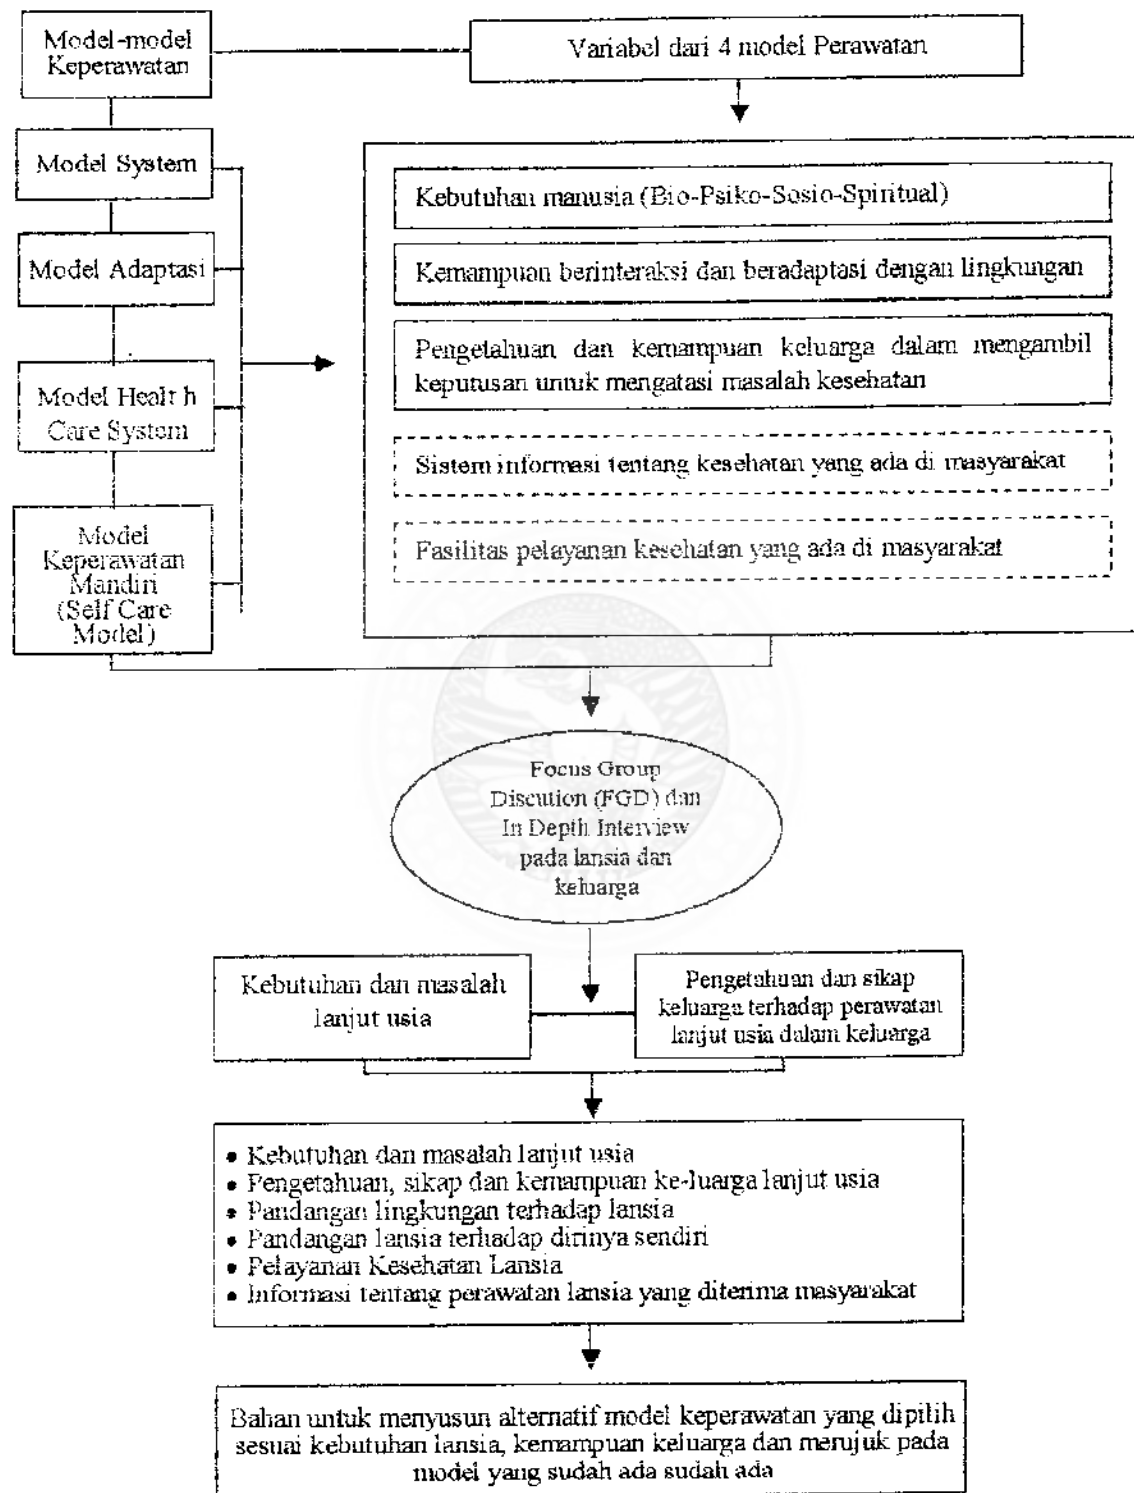 Model-model
Keperawatan
Variabel dari 4 model Perawatan
Model System
Model Adaptasi
Model Healt h
Care System
Model
Keperawatan
Mandiri
(Self Care
Model)
Kebutuhan manusia (Bio-Psiko-Sosio-Spiritual)
Kemampuan berinteraksi dan beradaptasi dengan lingkungan
Pengetahuan dan kemampuan keluarga dalam mengambil
keputusan untuk mengatasi masalah kesehatan
Sistem informasi tentang kesehatan yang ada di masyarakat
Fasilitas pelayanan kesehatan yang ada di masyarakat
Focus Group
Discution (FGD) dan
In Depth Interview
pada lansia dan
keluarga
Kebutuhan dan masalah
lanjut usia
Pengetahuan dan sikap
keluarga terhadap perawatan
lanjut usia dalam keluarga
• Kebutuhan dan masalah lanjut usia
• Pengetahuan, sikap dan kemampuan ke-luarga lanjut usia
• Pandangan lingkungan terhadap lansia
• Pandangan lansia terhadap dirinya sendiri
• Pelayanan Kesehatan Lansia
• Informasi tentang perawatan lansia yang diterima masyarakat
Bahan untuk menyusun alternatif model keperawatan yang dipilih
sesuai kebutuhan lansia, kemampuan keluarga dan merujuk pada
model yang sudah ada sudah ada